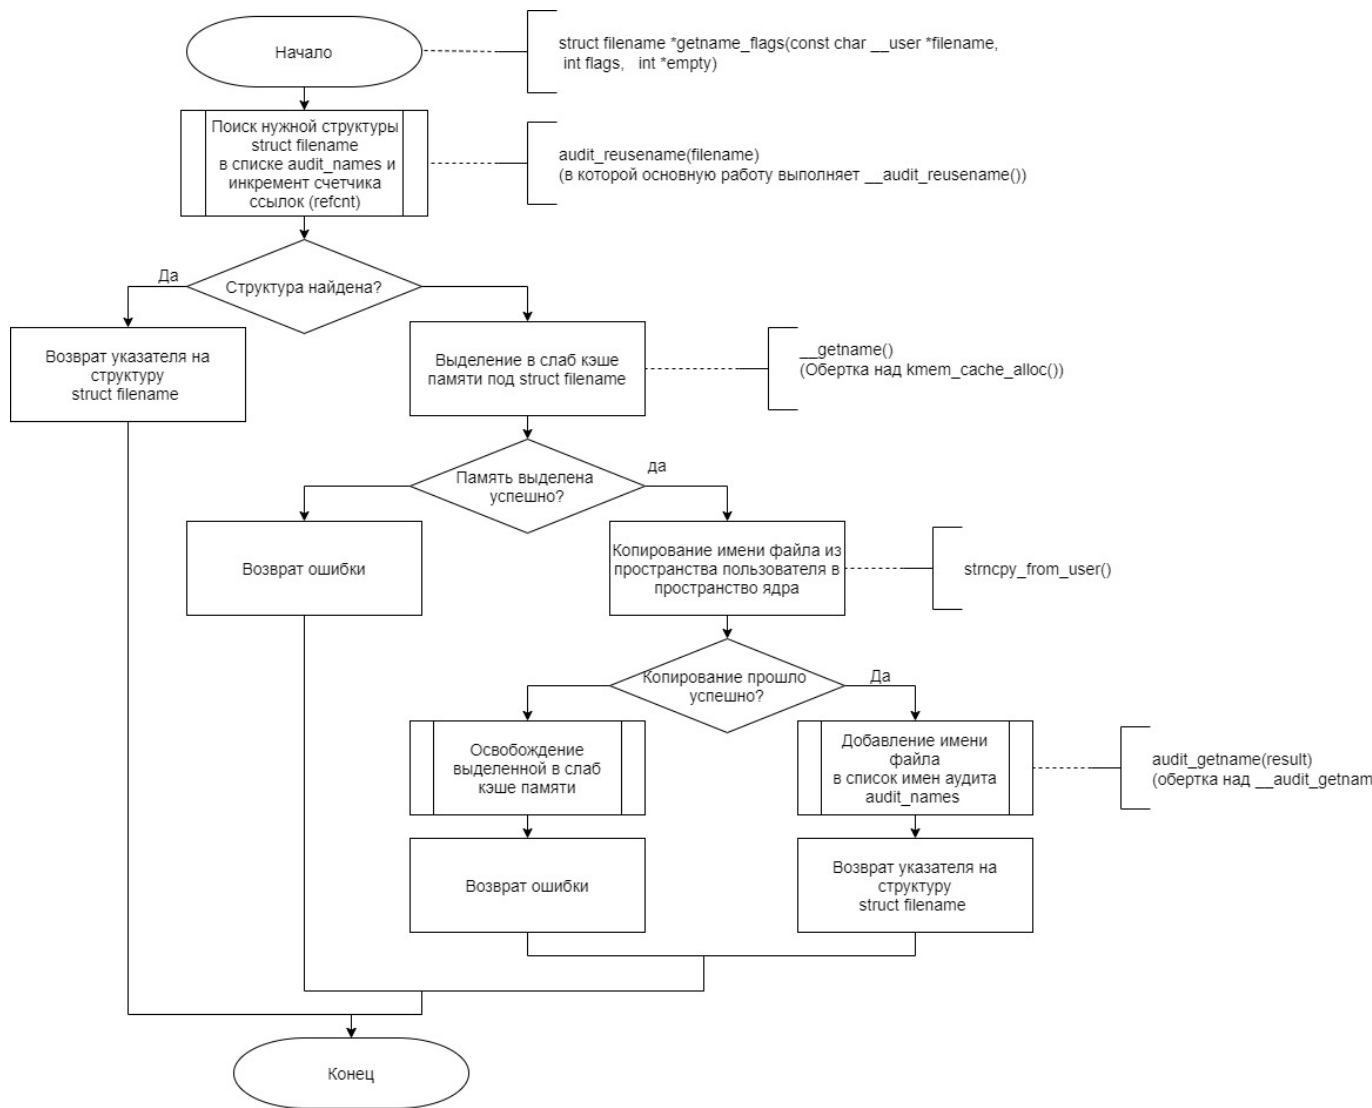 Начало
struct filename *getname_flags(const char __user *filename,
int flags, int *empty)
Поиск нужной структуры
struct filename
в списке audit_names и
инкремент счетчика
ссылок (refcnt)
audit_reusename(filename)
(в которой основную работу выполняет __audit_reusename())
Да
Структура найдена?
Возврат указателя на
структуру
struct filename
Выделение в слаб кэше
памяти под struct filename
__getname()
(Обертка над kmem_cache_alloc())
Память выделена
успешно?
да
Возврат ошибки
Копирование имени файла из
пространства пользователя в
пространство ядра
strncpy_from_user()
Копирование прошло
успешно?
Да
Освобождение
выделенной в слаб
кэше памяти
Добавление имени
файла
в список имен аудита
audit_names
audit_getname(result)
(обертка над __audit_getnam
Возврат ошибки
Возврат указателя на
структуру
struct filename
Конец